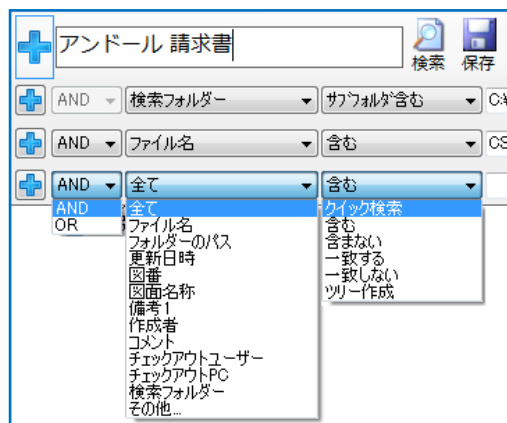 アンドール 請求書
検索 保存
AND 検索フォルダー サブフォルダ含む C:¥
AND ファイル名 含む CS
AND 全て 含む
AND 全て クイック検索
OR ファイル名 含む
フォルダーのパス 含まない
更新日時 一致する
図番 一致しない
図面名称 ツリー作成
備考1
作成者
コメント
チェックアウトユーザー
チェックアウトPC
検索フォルダー
その他...